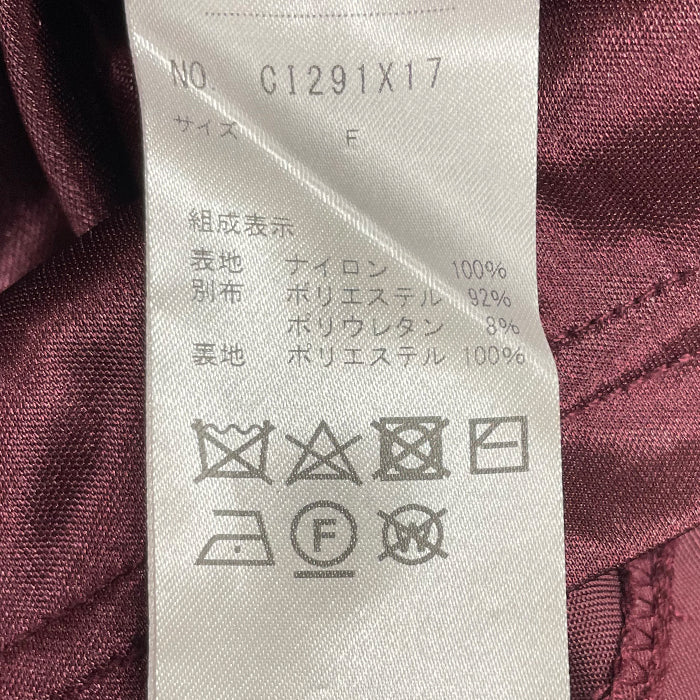 NO. CI291X17
サイズ F
組成表示
表地 ナイロン 100%
別布 ポリエステル 92%
ポリウレタン 8%
裏地 ポリエステル 100%
F W